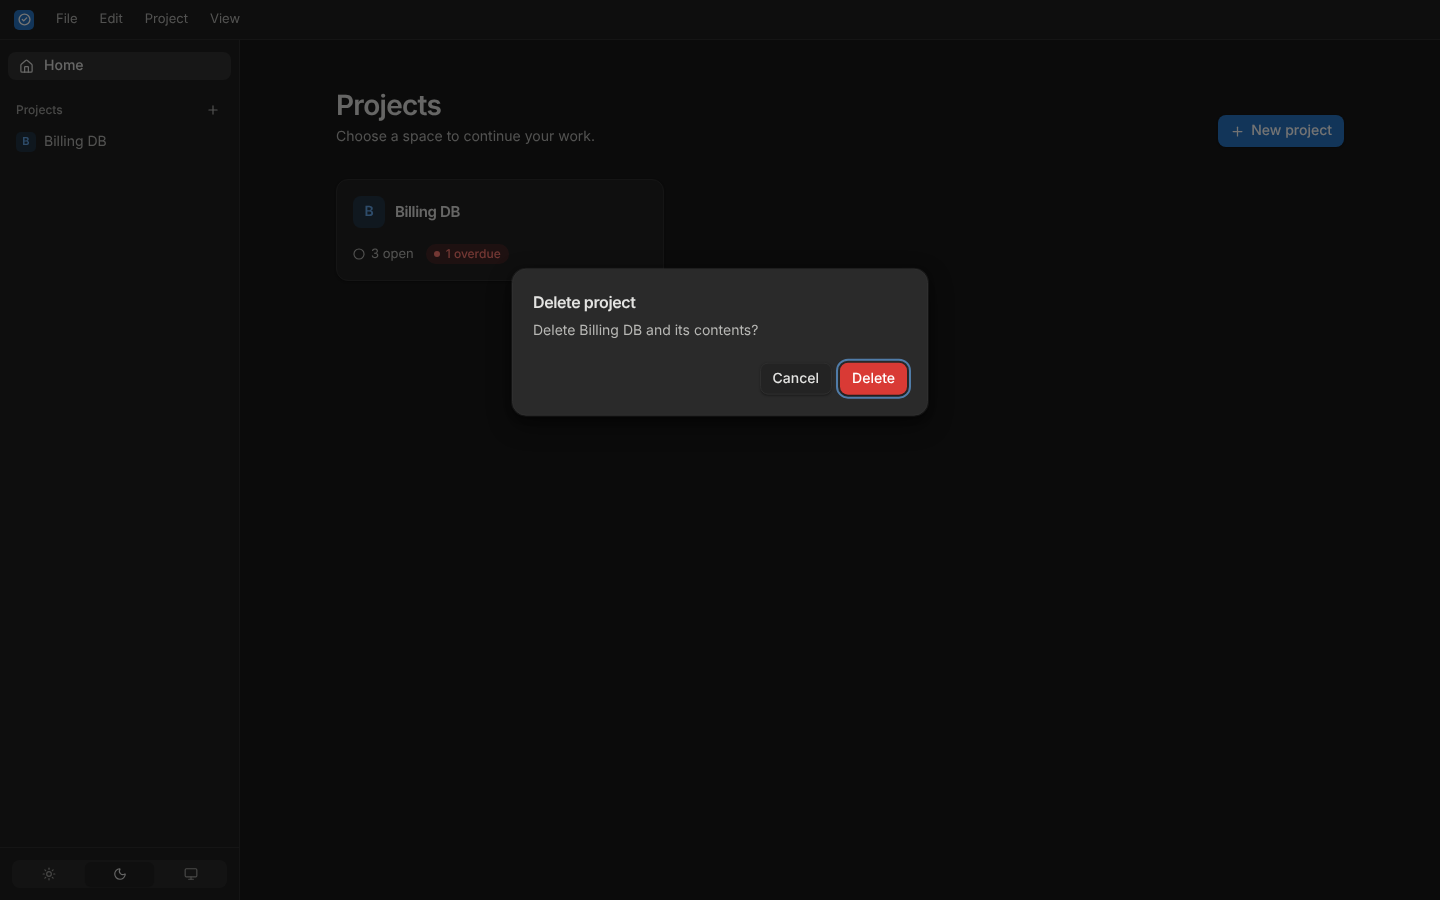 File Edit Project View
Home
Projects
B Billing DB
Projects
Choose a space to continue your work.
New project
B Billing DB
3 open 1 overdue
Delete project
Delete Billing DB and its contents?
Cancel Delete